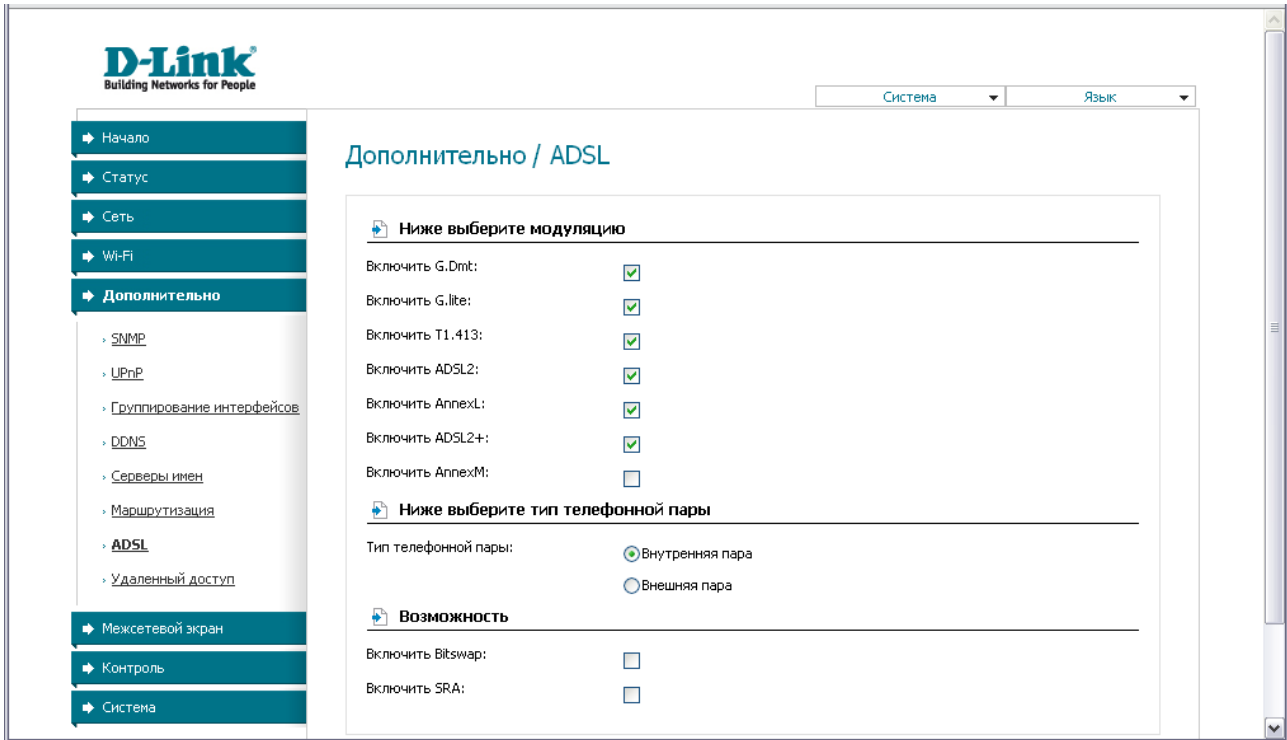 D-Link®
Building Networks for People
Система
Язык
Начало
Статус
Сеть
Wi-Fi
Дополнительно
SNMP
UPnP
Группирование интерфейсов
DDNS
Серверы имен
Маршрутизация
ADSL
Удаленный доступ
Межсетевой экран
Контроль
Система
Дополнительно / ADSL
Ниже выберите модуляцию
Включить G.Dmt:
Включить G.lite:
Включить T1.413:
Включить ADSL2:
Включить AnnexL:
Включить ADSL2+:
Включить AnnexM:
Ниже выберите тип телефонной пары
Тип телефонной пары:
Внутренняя пара
Внешняя пара
Возможность
Включить Bitswap:
Включить SRA: